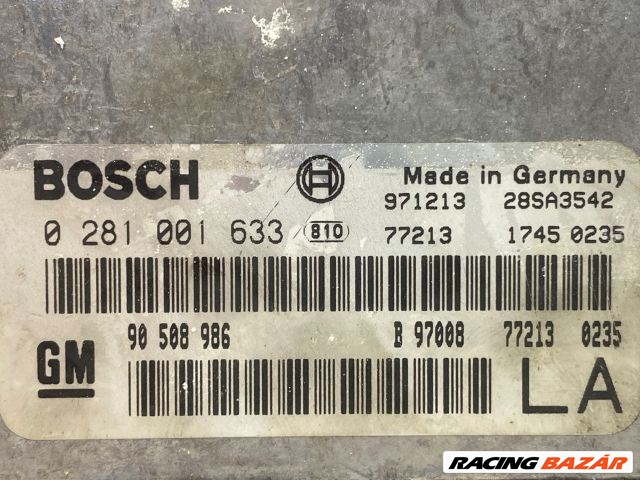 BOSCH
Made in Germany
971213 28SA3542
0 281 001 633 810 77213 1745 0235
90 508 986 B 97008 77213 0235
GM
LA
RACING BAZÁR.HU